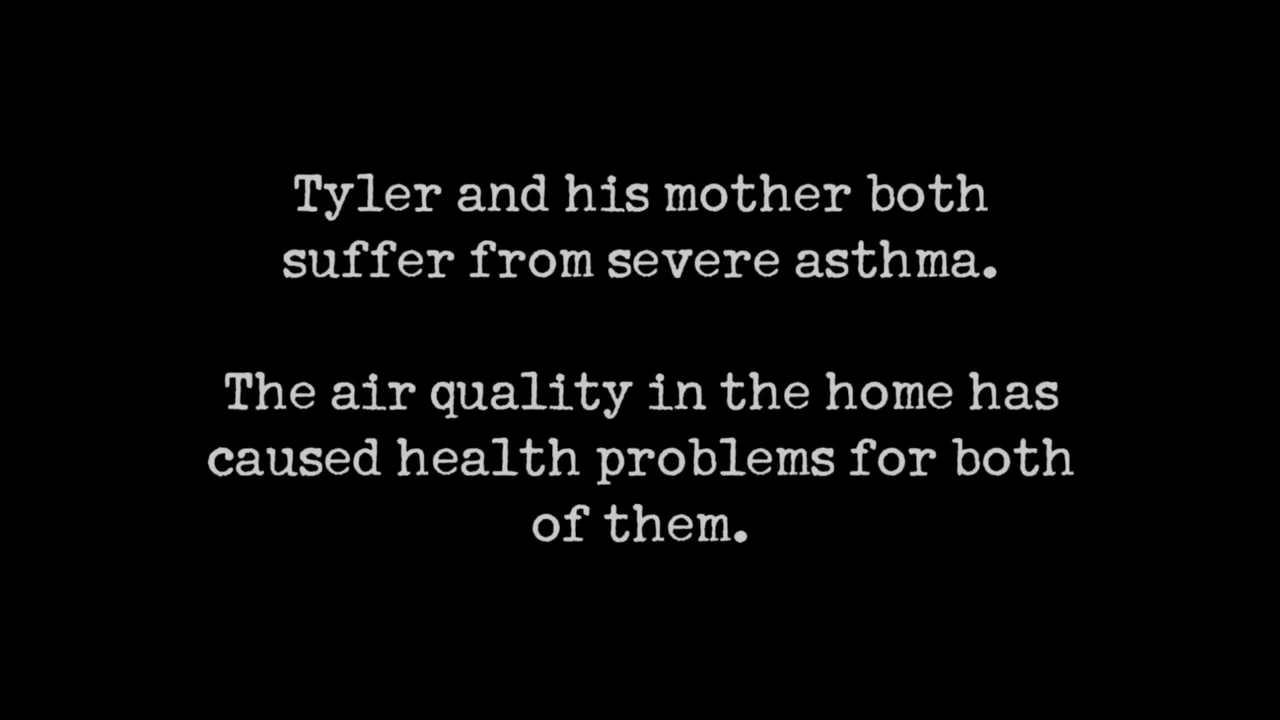 Tyler and his mother both
suffer from severe asthma.
The air quality in the home has
caused health problems for both
of them.